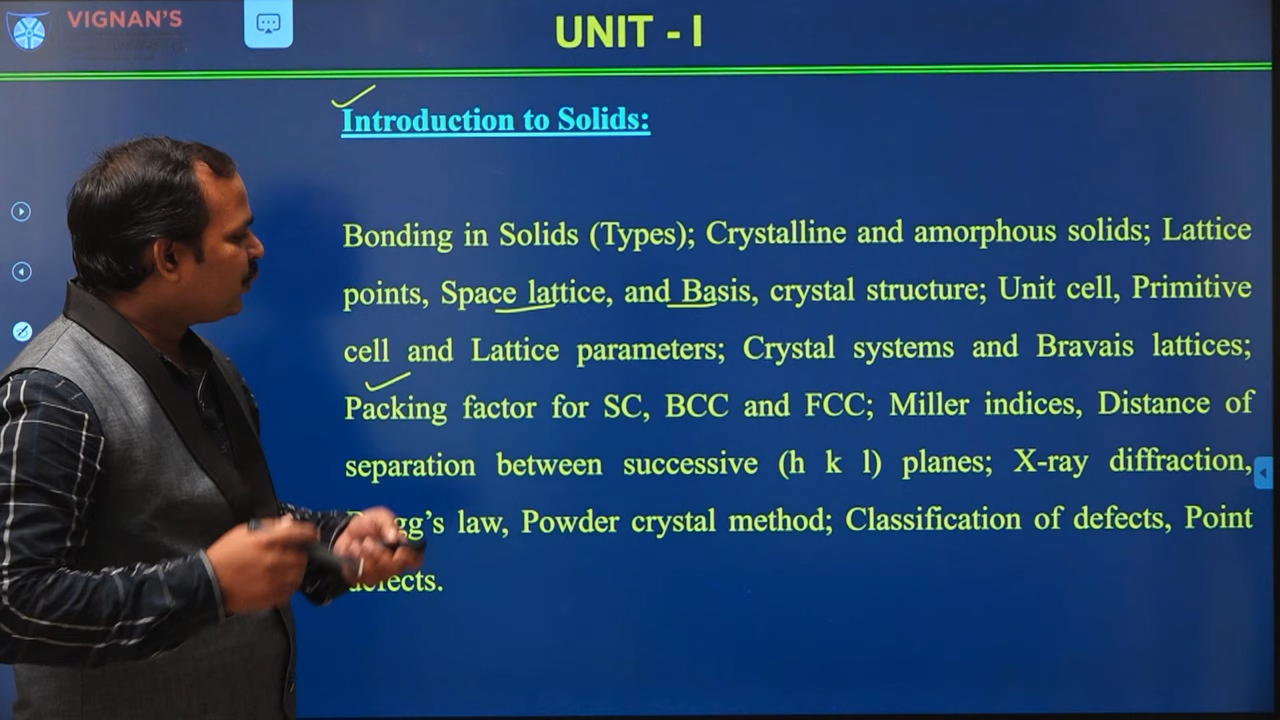 VIGNAN'S
UNIT - I
Introduction to Solids:
Bonding in Solids (Types); Crystalline and amorphous solids; Lattice
points, Space lattice, and Basis, crystal structure; Unit cell, Primitive
cell and Lattice parameters; Crystal systems and Bravais lattices;
Packing factor for SC, BCC and FCC; Miller indices, Distance of
separation between successive (h k l) planes; X-ray diffraction,
law, Powder crystal method; Classification of defects, Point
defects.